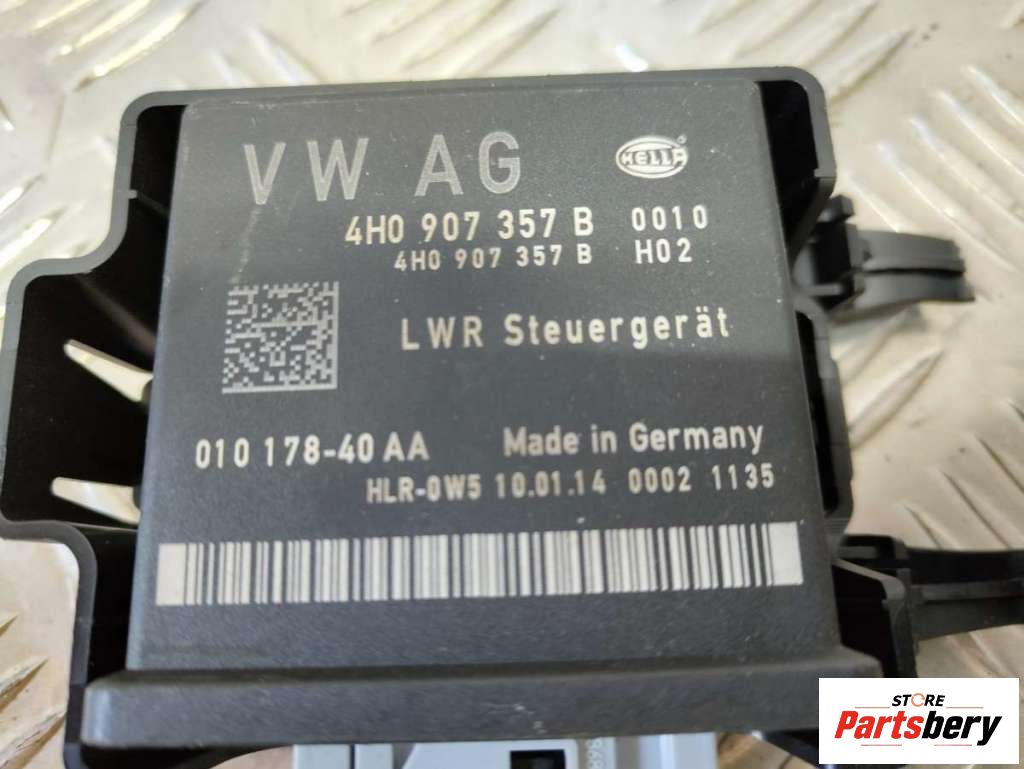 VW AG
HELLA ®
4H0 907 357 B 0010
4H0 907 357 B H02
LWR Steuergerät
010 178-40 AA Made in Germany
HLR-0W5 10.01.14 0002 1135
STORE
Partsbery